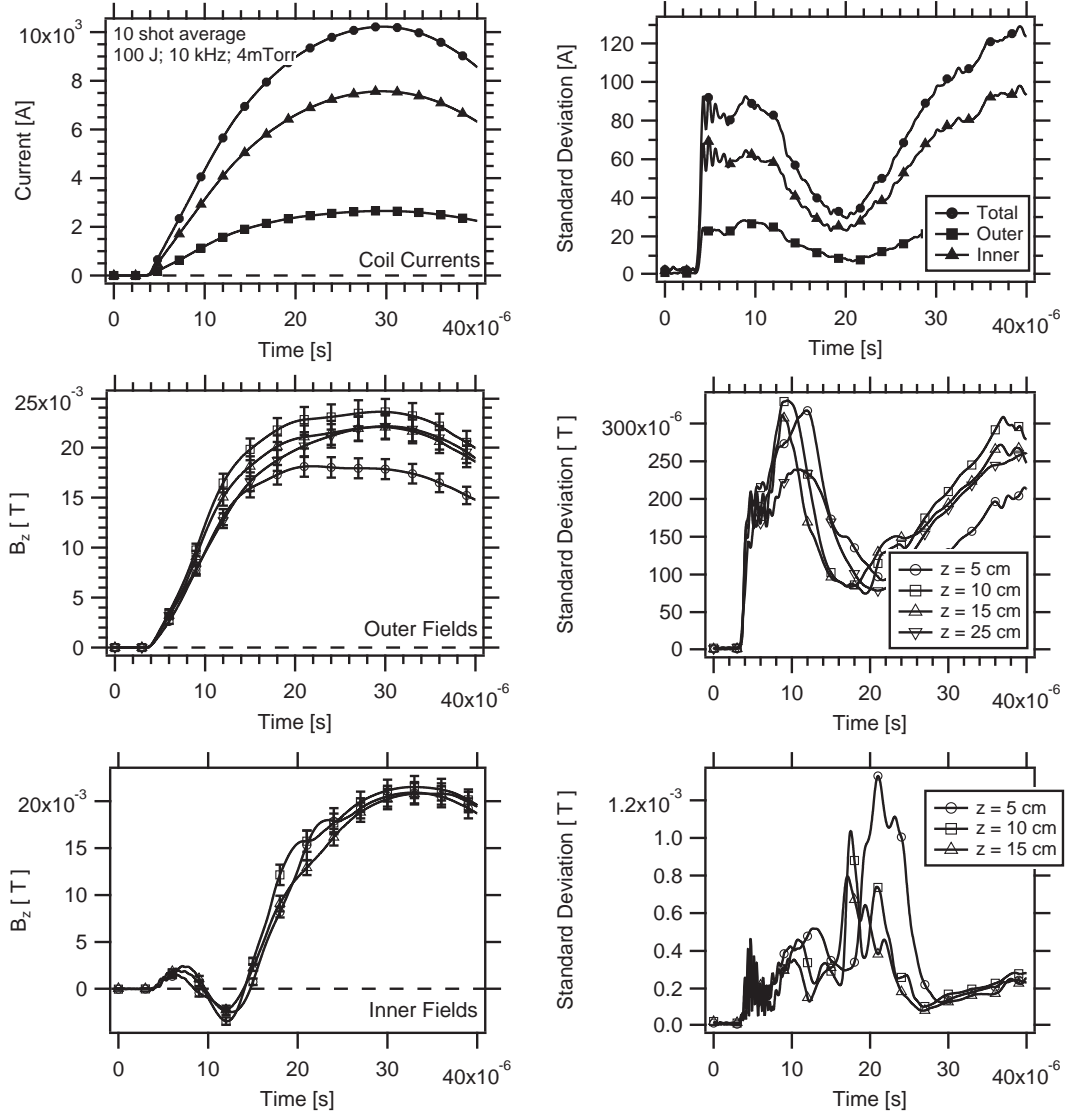 10x10³
8
6
4
2
0
Current [A]
10 shot average
100 J; 10 kHz; 4mTorr
Coil Currents
0 10 20 30 40x10⁻⁶
Time [s]
120
100
80
60
40
20
0
Standard Deviation [A]
Total
Outer
Inner
0 10 20 30 40x10⁻⁶
Time [s]
25x10⁻³
20
15
10
5
0
B_z [ T ]
Outer Fields
0 10 20 30 40x10⁻⁶
Time [s]
300x10⁻⁶
250
200
150
100
50
0
Standard Deviation [ T ]
z = 5 cm
z = 10 cm
z = 15 cm
z = 25 cm
0 10 20 30 40x10⁻⁶
Time [s]
20x10⁻³
15
10
5
0
B_z [ T ]
Inner Fields
0 10 20 30 40x10⁻⁶
Time [s]
1.2x10⁻³
1.0
0.8
0.6
0.4
0.2
0.0
Standard Deviation [ T ]
z = 5 cm
z = 10 cm
z = 15 cm
0 10 20 30 40x10⁻⁶
Time [s]